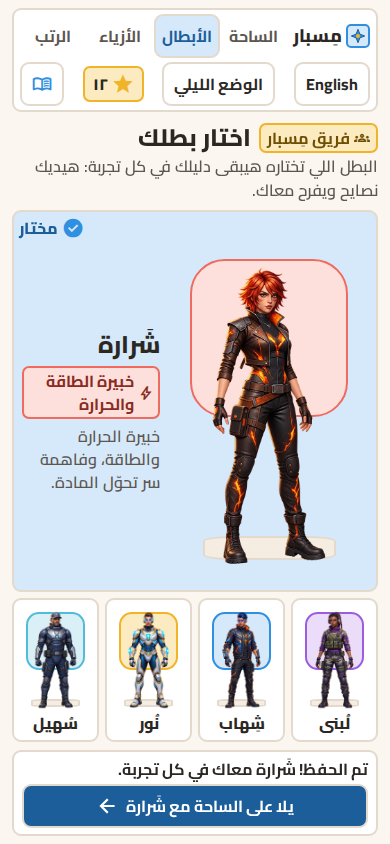 مِسبار
الساحة
الأبطال
الأزياء
الرتب
English
الوضع الليلي
١٢
فريق مِسبار
اختار بطلك
البطل اللي تختاره هيبقى دليلك في كل تجربة: هيديك
نصايح ويفرح معاك.
مختار
شَرارة
خبيرة الطاقة
والحرارة
خبيرة الحرارة
والطاقة، وفاهمة
سر تحوّل المادة.
لُبنى
شِهاب
نُور
سُهيل
تم الحفظ! شَرارة معاك في كل تجربة.
يلا على الساحة مع شَرارة